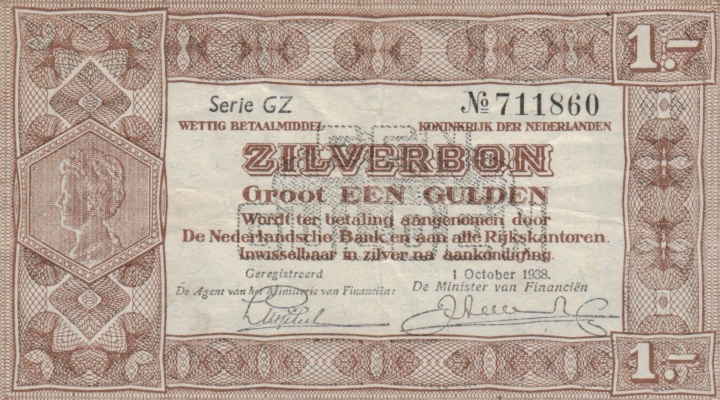 1.-
Serie GZ № 711860
WETTIG BETAALMIDDEL KONINKRIJK DER NEDERLANDEN
ZILVERBON
Groot EEN GULDEN
Wordt ter betaling aangenomen door
De Nederlandsche Bank en aan alle Rijkskantoren.
Inwisselbaar in zilver na aankondiging.
Geregistreerd 1 October 1938.
De Agent van het Ministerie van Financiën: De Minister van Financiën
1.-